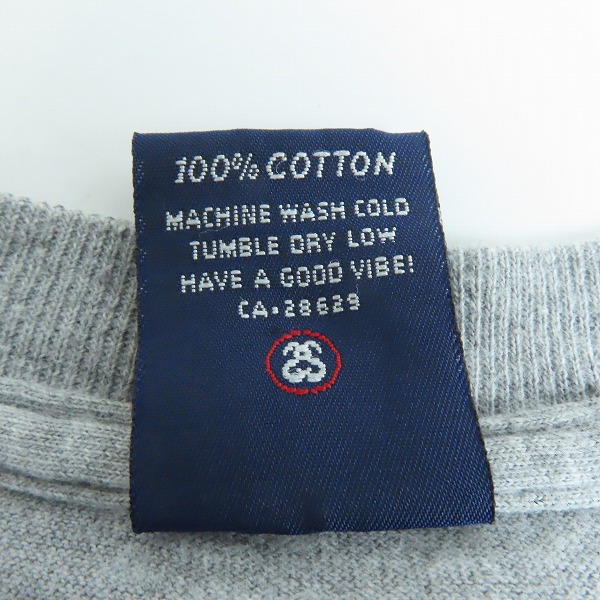 100% COTTON
MACHINE WASH COLD
TUMBLE DRY LOW
HAVE A GOOD VIBE!
CA•28629